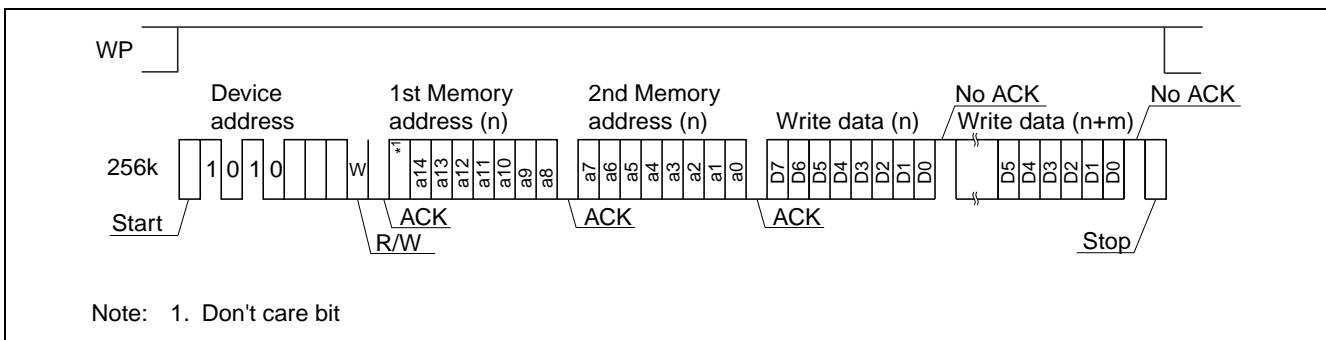 WP
Device address
1st Memory address (n)
2nd Memory address (n)
Write data (n)
No ACK
Write data (n+m)
No ACK
256k
1 0 1 0
W
*1 a14 a13 a12 a11 a10 a9 a8
a7 a6 a5 a4 a3 a2 a1 a0
D7 D6 D5 D4 D3 D2 D1 D0
D5 D4 D3 D2 D1 D0
Start
R/W
ACK
ACK
ACK
Stop
Note: 1. Don't care bit